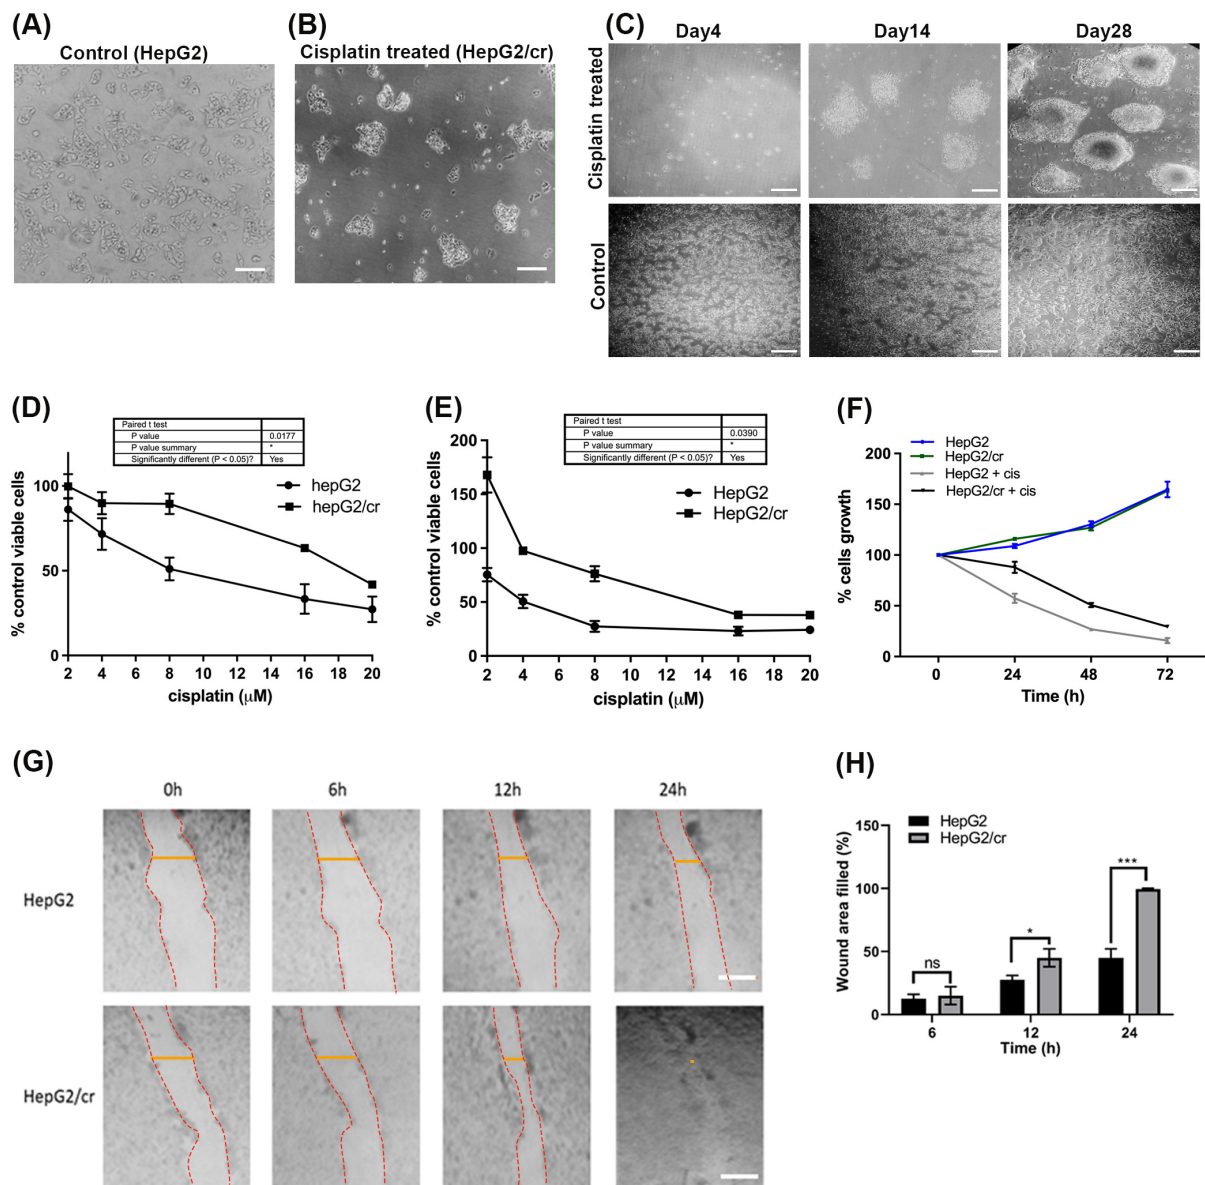 (A)
Control (HepG2)
(B)
Cisplatin treated (HepG2/cr)
(C)
Day4
Day14
Day28
Cisplatin treated
Control
(D)
Paired t test
P value 0.0177
P value summary *
Significantly different (P < 0.05)? Yes
hepG2
hepG2/cr
% control viable cells
100
50
0
2 4 6 8 10 12 14 16 18 20
cisplatin (μM)
(E)
Paired t test
P value 0.0390
P value summary *
Significantly different (P < 0.05)? Yes
HepG2
HepG2/cr
% control viable cells
200
150
100
50
0
2 4 6 8 10 12 14 16 18 20
cisplatin (μM)
(F)
HepG2
HepG2/cr
HepG2 + cis
HepG2/cr + cis
% cells growth
200
150
100
50
0
0 24 48 72
Time (h)
(G)
0h 6h 12h 24h
HepG2
HepG2/cr
(H)
HepG2
HepG2/cr
Wound area filled (%)
150
100
50
0
ns
*
***
6 12 24
Time (h)